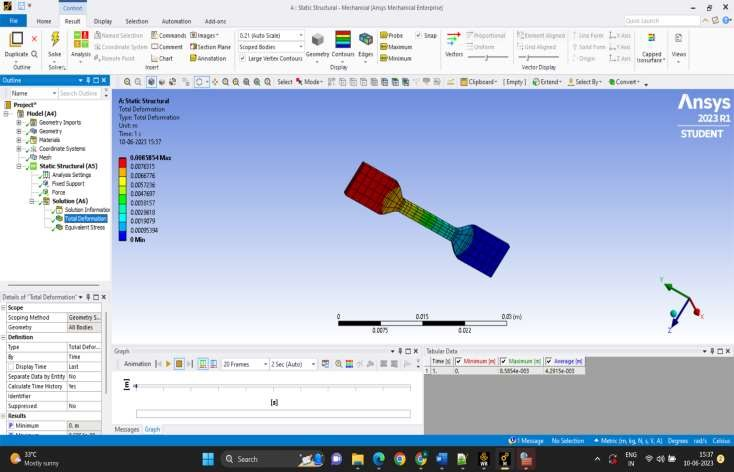 A : Static Structural - Mechanical [Ansys Mechanical Enterprise]
Context
File Home Result Display Selection Automation Add-ons
Quick Launch
Duplicate Solve Analysis
Named Selection Commands Images
Coordinate System Comment Section Plane
Remote Point Chart Annotation
0.21 (Auto Scale)
Scoped Bodies
Large Vertex Contours
Geometry Contours Edges
Probe Snap
Maximum
Minimum
Vectors Proportional
Uniform
Element Aligned
Grid Aligned
Line Form X-Axis
Solid Form
Origin Z-Axis
Capped Isosurface
Views
Outline Solver Insert Display Vector Display
Outline
Name Search Outline
Select Mode Clipboard [ Empty ] Extend Select By Convert
Project*
Model (A4)
Geometry Imports
Geometry
Materials
Coordinate Systems
Mesh
Static Structural (A5)
Analysis Settings
Fixed Support
Force
Solution (A6)
Solution Information
Total Deformation
Equivalent Stress
A: Static Structural
Total Deformation
Type: Total Deformation
Unit: m
Time: 1 s
10-06-2023 15:37
0.0085854 Max
0.0076315
0.0066776
0.0057236
0.0047697
0.0038157
0.0028618
0.0019079
0.00095394
0 Min
Ansys
2023 R1
STUDENT
0 0.015 0.03 (m)
0.0075 0.022
Y
X
Z
Details of "Total Deformation"
Scope
Scoping Method Geometry S...
Geometry All Bodies
Definition
Type Total Defor...
By Time
Display Time Last
Separate Data by Entity No
Calculate Time History Yes
Identifier
Suppressed No
Results
Minimum 0. m
Graph
Animation 20 Frames 2 Sec (Auto)
[s]
Messages Graph
Tabular Data
Time [s] Minimum [m] Maximum [m] Average [m]
1 1. 0. 8.5854e-003 4.2915e-003
1 Message No Selection Metric (m, kg, N, s, V, A) Degrees rad/s Celsius
33°C
Mostly sunny
Search
ENG
IN
15:37
10-06-2023